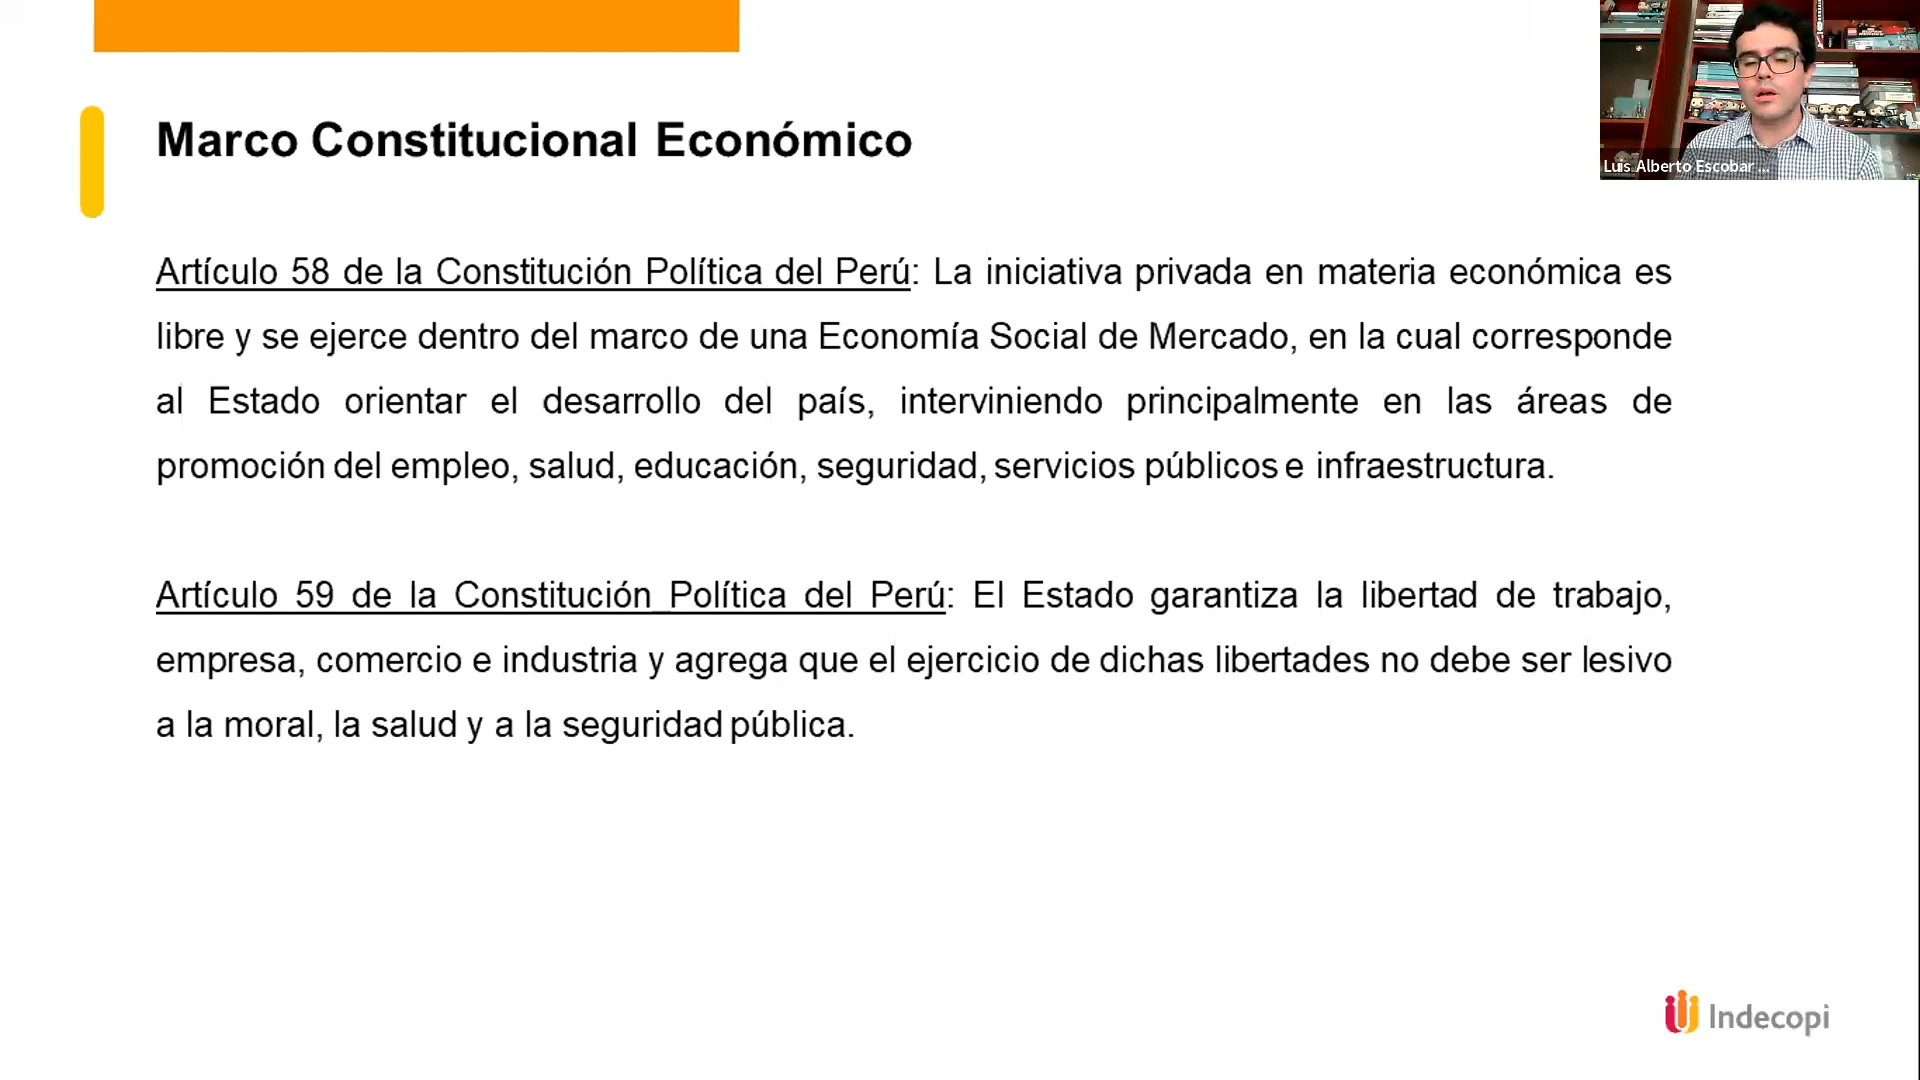 Marco Constitucional Económico
Luis Alberto Escobar ...
Artículo 58 de la Constitución Política del Perú: La iniciativa privada en materia económica es
libre y se ejerce dentro del marco de una Economía Social de Mercado, en la cual corresponde
al Estado orientar el desarrollo del país, interviniendo principalmente en las áreas de
promoción del empleo, salud, educación, seguridad, servicios públicos e infraestructura.
Artículo 59 de la Constitución Política del Perú: El Estado garantiza la libertad de trabajo,
empresa, comercio e industria y agrega que el ejercicio de dichas libertades no debe ser lesivo
a la moral, la salud y a la seguridad pública.
Indecopi